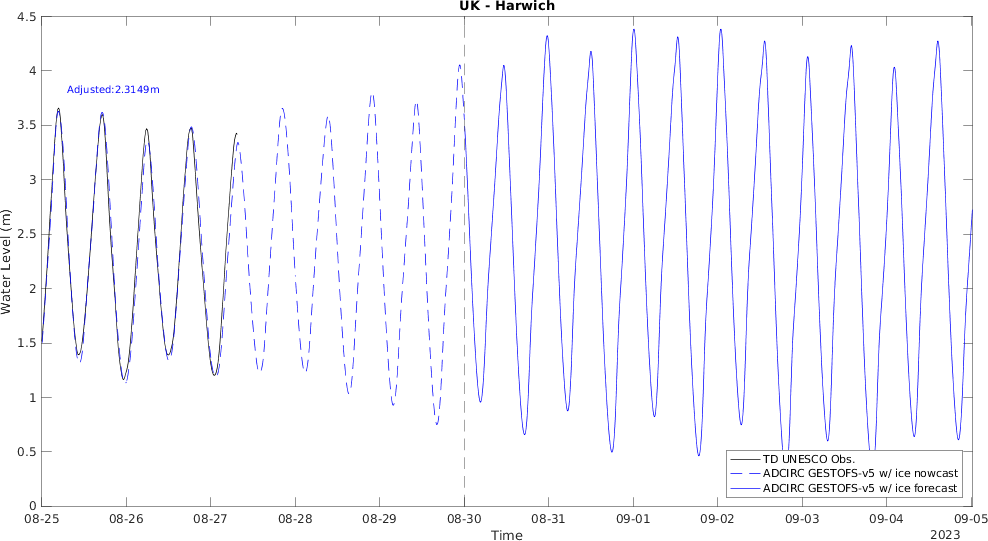 UK - Harwich
4.5
4
3.5
3
2.5
2
1.5
1
0.5
0
Water Level (m)
Adjusted:2.3149m
TD UNESCO Obs.
ADCIRC GESTOFS-v5 w/ ice nowcast
ADCIRC GESTOFS-v5 w/ ice forecast
08-25 08-26 08-27 08-28 08-29 08-30 08-31 09-01 09-02 09-03 09-04 09-05
Time
2023